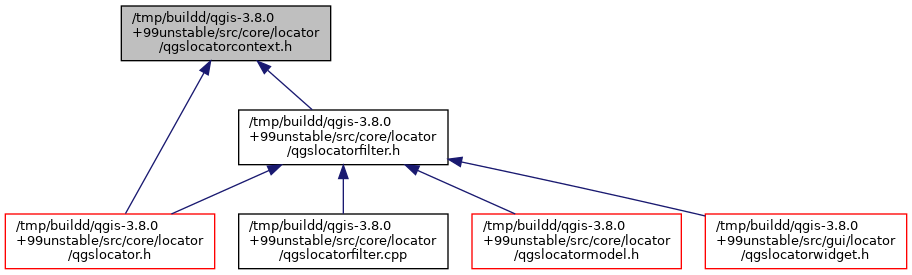 /tmp/buildd/qgis-3.8.0
+99unstable/src/core/locator
/qgslocatorcontext.h
/tmp/buildd/qgis-3.8.0
+99unstable/src/core/locator
/qgslocatorfilter.h
/tmp/buildd/qgis-3.8.0
+99unstable/src/core/locator
/qgslocator.h
/tmp/buildd/qgis-3.8.0
+99unstable/src/core/locator
/qgslocatorfilter.cpp
/tmp/buildd/qgis-3.8.0
+99unstable/src/core/locator
/qgslocatormodel.h
/tmp/buildd/qgis-3.8.0
+99unstable/src/gui/locator
/qgslocatorwidget.h